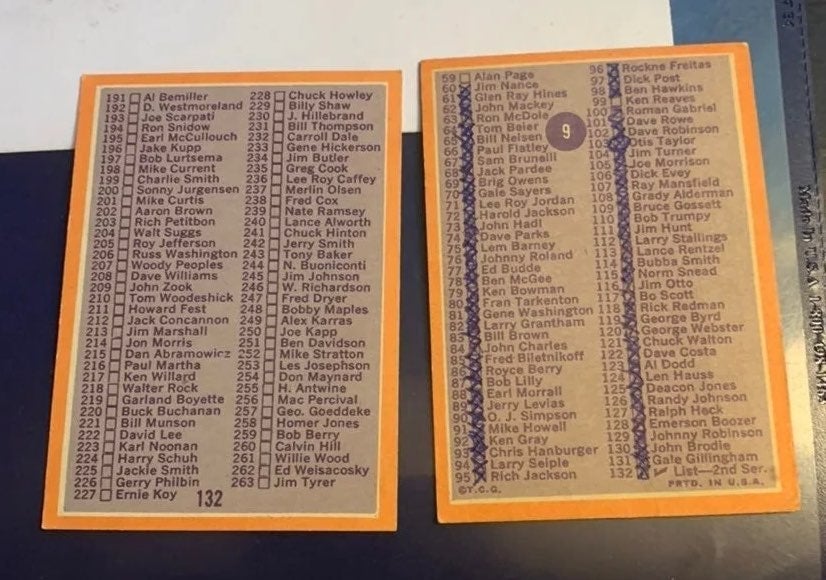 191 Al Bemiller
192 D. Westmoreland
193 Joe Scarpati
194 Ron Snidow
195 Earl McCullouch
196 Jake Kupp
197 Bob Lurtsema
198 Mike Current
199 Charlie Smith
200 Sonny Jurgensen
201 Mike Curtis
202 Aaron Brown
203 Rich Petitbon
204 Walt Suggs
205 Roy Jefferson
206 Russ Washington
207 Woody Peoples
208 Dave Williams
209 John Zook
210 Tom Woodeshick
211 Howard Fest
212 Jack Concannon
213 Jim Marshall
214 Jon Morris
215 Dan Abramowicz
216 Paul Martha
217 Ken Willard
218 Walter Rock
219 Garland Boyette
220 Buck Buchanan
221 Bill Munson
222 David Lee
223 Karl Noonan
224 Harry Schuh
225 Jackie Smith
226 Gerry Philbin
227 Ernie Koy
228 Chuck Howley
229 Billy Shaw
230 J. Hillebrand
231 Bill Thompson
232 Carroll Dale
233 Gene Hickerson
234 Jim Butler
235 Greg Cook
236 Lee Roy Caffey
237 Merlin Olsen
238 Fred Cox
239 Nate Ramsey
240 Lance Alworth
241 Chuck Hinton
242 Jerry Smith
243 Tony Baker
244 N. Buoniconti
245 Jim Johnson
246 W. Richardson
247 Fred Dryer
248 Bobby Maples
249 Alex Karras
250 Joe Kapp
251 Ben Davidson
252 Mike Stratton
253 Les Josephson
254 Don Maynard
255 H. Antwine
256 Mac Percival
257 Geo. Goeddeke
258 Homer Jones
259 Bob Berry
260 Calvin Hill
261 Willie Wood
262 Ed Weisacosky
263 Jim Tyrer
132
59 Alan Page
60 Jim Nance
61 Glen Ray Hines
62 John Mackey
63 Ron McDole
64 Tom Beier
65 Bill Nelsen
66 Paul Flatley
67 Sam Brunelli
68 Jack Pardee
69 Brig Owens
70 Gale Sayers
71 Lee Roy Jordan
72 Harold Jackson
73 John Hadl
74 Dave Parks
75 Lem Barney
76 Johnny Roland
77 Ed Budde
78 Ben McGee
79 Ken Bowman
80 Fran Tarkenton
81 Gene Washington
82 Larry Grantham
83 Bill Brown
84 John Charles
85 Fred Biletnikoff
86 Royce Berry
87 Bob Lilly
88 Earl Morrall
89 Jerry Levias
90 O. J. Simpson
91 Mike Howell
92 Ken Gray
93 Chris Hanburger
94 Larry Seiple
95 Rich Jackson
©T.C.G.
9
96 Rockne Freitas
97 Dick Post
98 Ben Hawkins
99 Ken Reaves
100 Roman Gabriel
101 Dave Rowe
102 Dave Robinson
103 Otis Taylor
104 Jim Turner
105 Joe Morrison
106 Dick Evey
107 Ray Mansfield
108 Grady Alderman
109 Bruce Gossett
110 Bob Trumpy
111 Jim Hunt
112 Larry Stallings
113 Lance Rentzel
114 Bubba Smith
115 Norm Snead
116 Jim Otto
117 Bo Scott
118 Rick Redman
119 George Byrd
120 George Webster
121 Chuck Walton
122 Dave Costa
123 Al Dodd
124 Len Hauss
125 Deacon Jones
126 Randy Johnson
127 Ralph Heck
128 Emerson Boozer
129 Johnny Robinson
130 John Brodie
131 Gale Gillingham
132 List—2nd Ser.
PRTD. IN U.S.A.
Made in U.S.A.